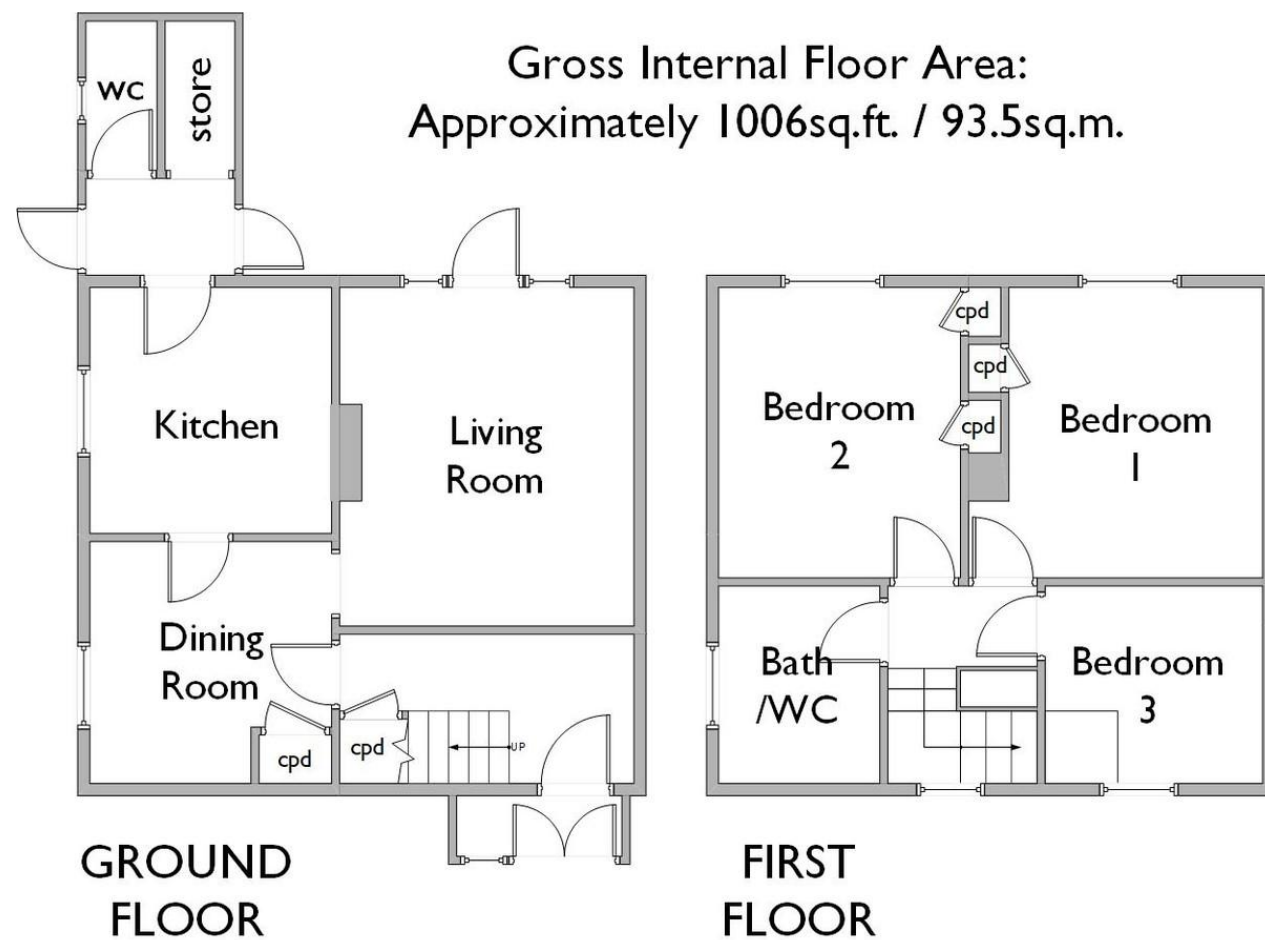 Gross Internal Floor Area:
Approximately 1006sq.ft. / 93.5sq.m.
WC
store
Kitchen
Living
Room
Dining
Room
cpd
cpd
UP
GROUND
FLOOR
cpd
cpd
cpd
Bedroom
2
Bedroom
1
Bath
/WC
Bedroom
3
FIRST
FLOOR